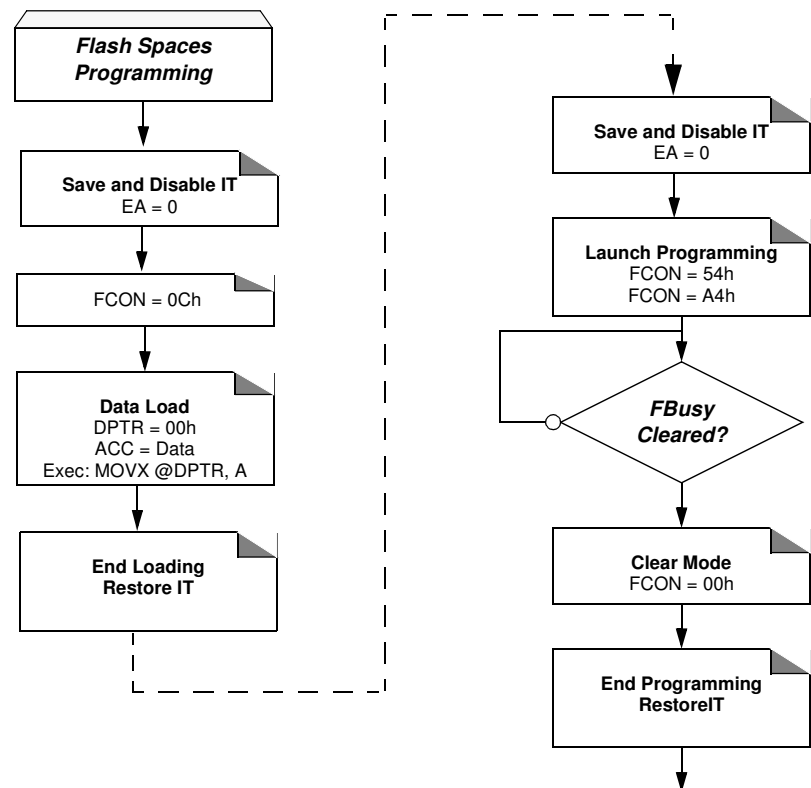 Flash Spaces
Programming
Save and Disable IT
EA = 0
FCON = 0Ch
Data Load
DPTR = 00h
ACC = Data
Exec: MOVX @DPTR, A
End Loading
Restore IT
Save and Disable IT
EA = 0
Launch Programming
FCON = 54h
FCON = A4h
FBusy
Cleared?
Clear Mode
FCON = 00h
End Programming
RestoreIT